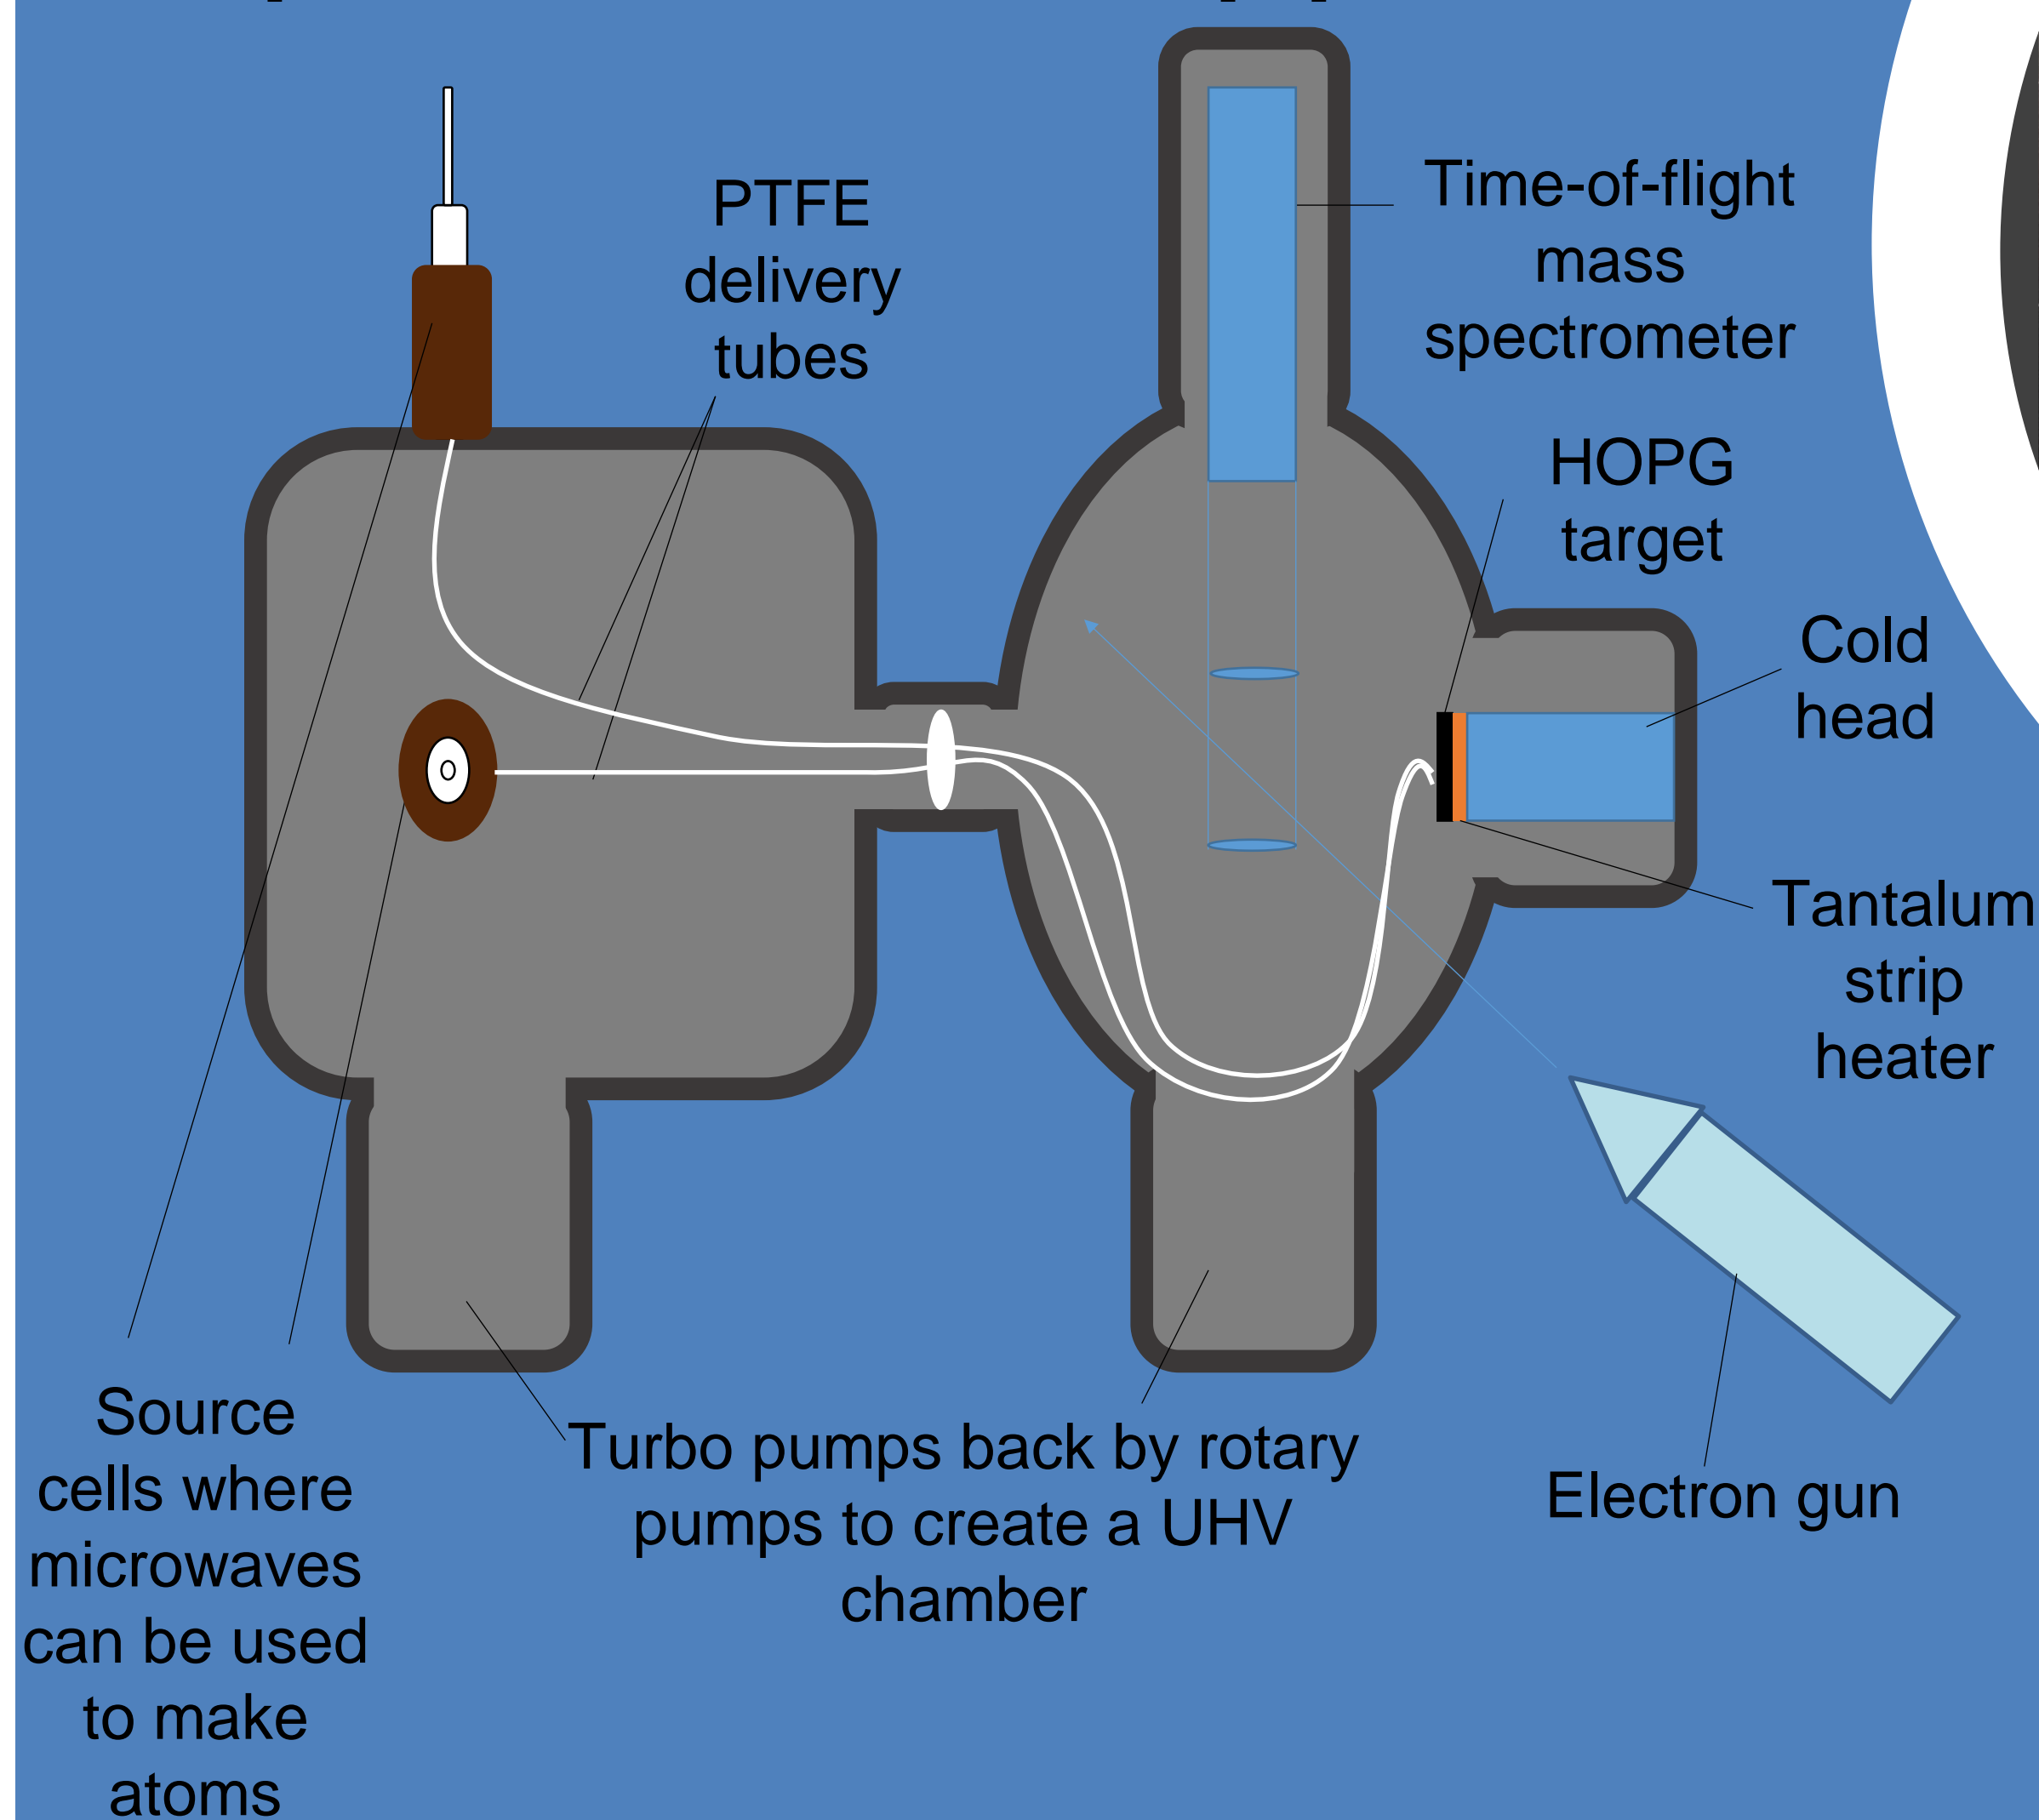 PTFE
delivery
tubes
Time-of-flight
mass
spectrometer
HOPG
target
Cold
head
Tantalum
strip
heater
Source
cells where
microwaves
can be used
to make
atoms
Turbo pumps back by rotary
pumps to create a UHV
chamber
Electron gun